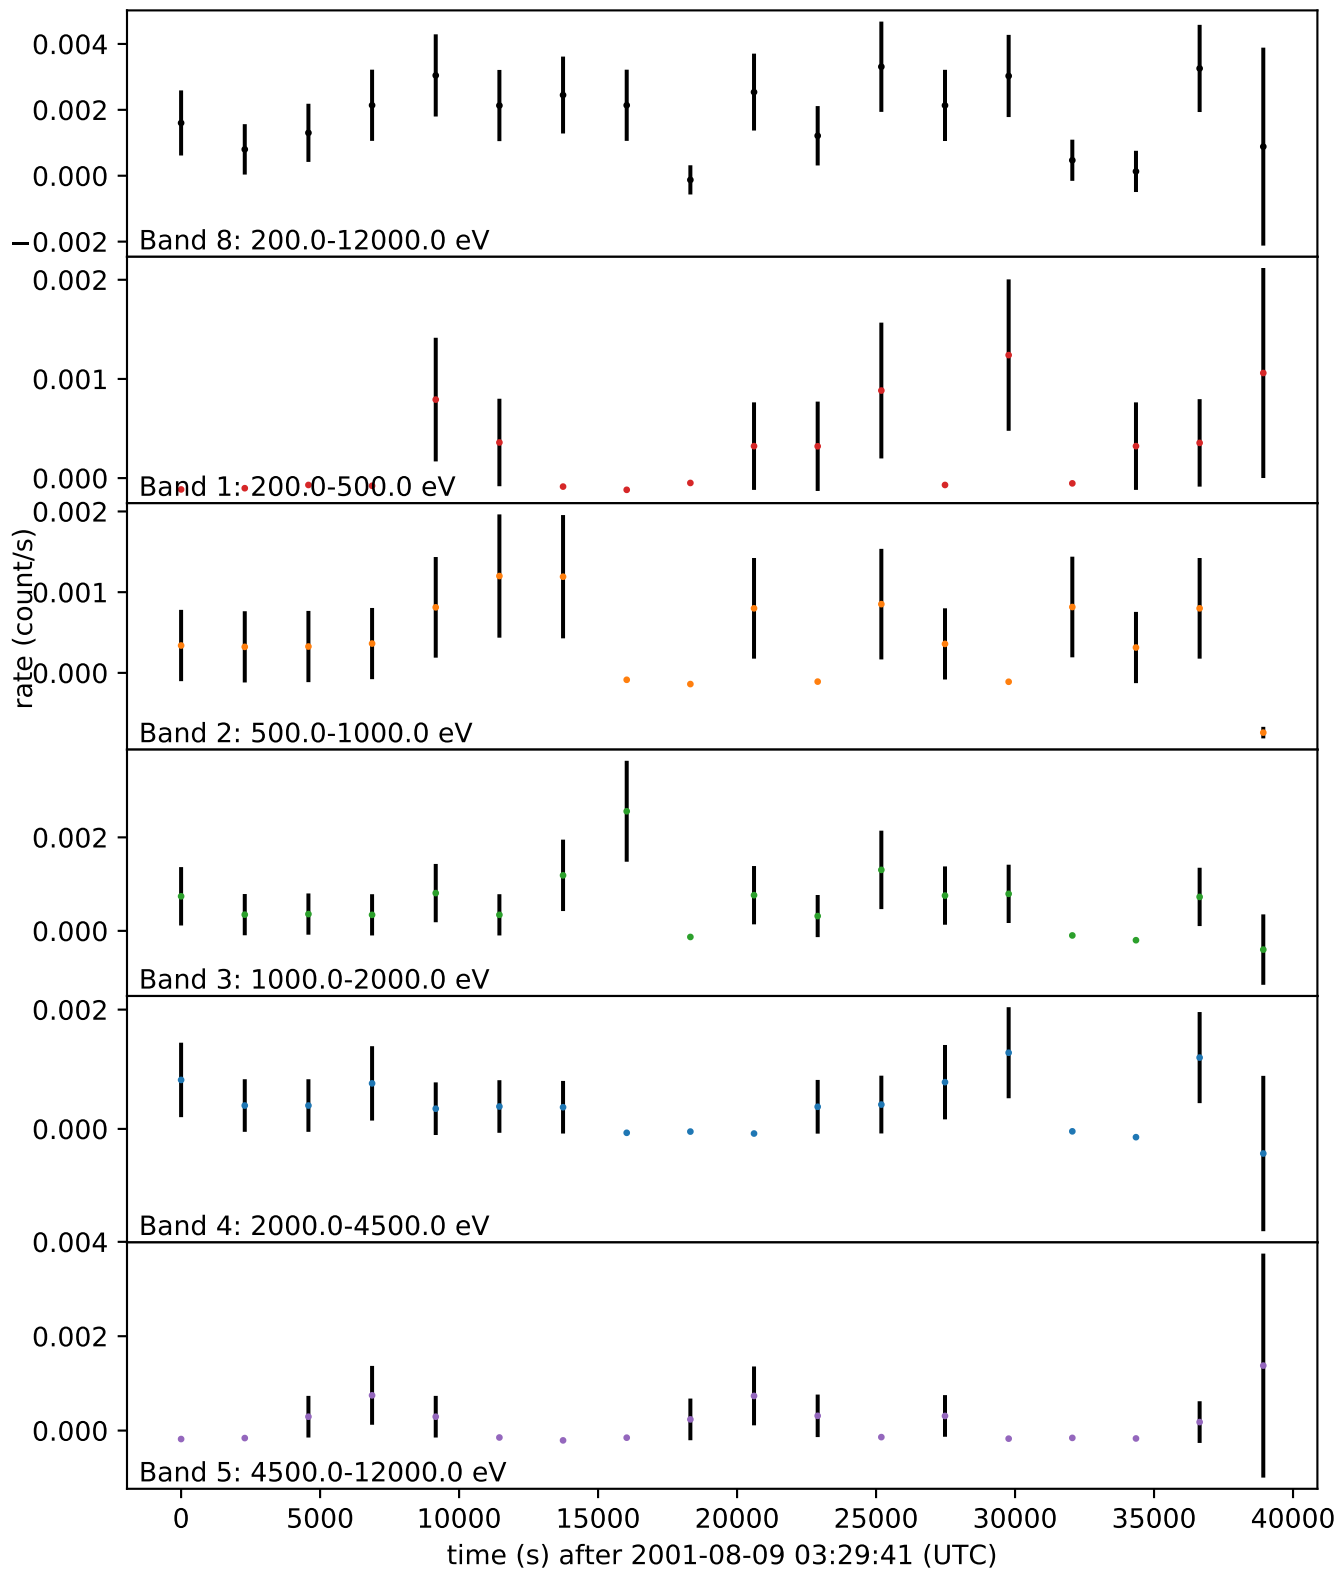 0.004
0.002
0.000
−0.002
Band 8: 200.0-12000.0 eV
0.002
0.001
0.000
Band 1: 200.0-500.0 eV
rate (count/s)
0.002
0.001
0.000
Band 2: 500.0-1000.0 eV
0.002
0.000
Band 3: 1000.0-2000.0 eV
0.002
0.000
Band 4: 2000.0-4500.0 eV
0.004
0.002
0.000
Band 5: 4500.0-12000.0 eV
0 5000 10000 15000 20000 25000 30000 35000 40000
time (s) after 2001-08-09 03:29:41 (UTC)